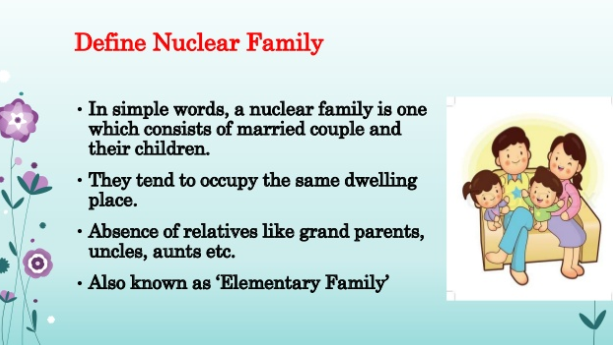 Define Nuclear Family
• In simple words, a nuclear family is one
which consists of married couple and
their children.
• They tend to occupy the same dwelling
place.
• Absence of relatives like grand parents,
uncles, aunts etc.
• Also known as ‘Elementary Family’